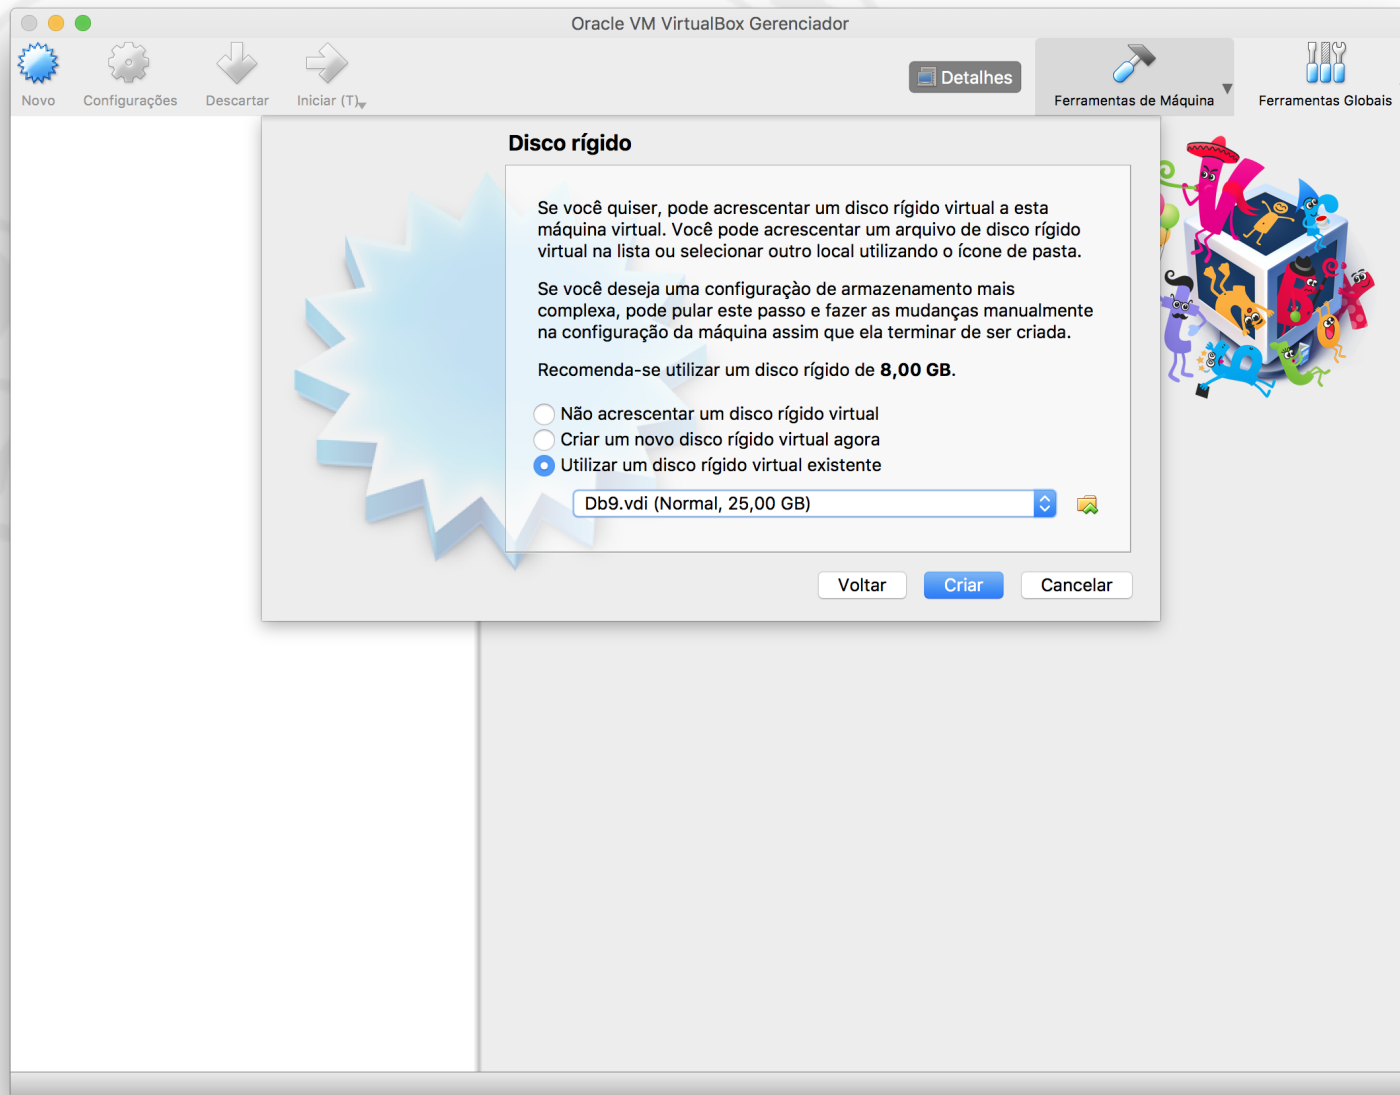 Oracle VM VirtualBox Gerenciador
Novo
Configurações
Descartar
Iniciar (T)
Detalhes
Ferramentas de Máquina
Ferramentas Globais
Disco rígido
Se você quiser, pode acrescentar um disco rígido virtual a esta
máquina virtual. Você pode acrescentar um arquivo de disco rígido
virtual na lista ou selecionar outro local utilizando o ícone de pasta.
Se você deseja uma configuraçào de armazenamento mais
complexa, pode pular este passo e fazer as mudanças manualmente
na configuração da máquina assim que ela terminar de ser criada.
Recomenda-se utilizar um disco rígido de 8,00 GB.
Não acrescentar um disco rígido virtual
Criar um novo disco rígido virtual agora
Utilizar um disco rígido virtual existente
Db9.vdi (Normal, 25,00 GB)
Voltar
Criar
Cancelar